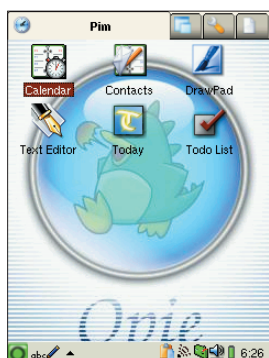 Pim
Calendar Contacts DrawPad
Text Editor Today Todo List
Opie
abc 6:26